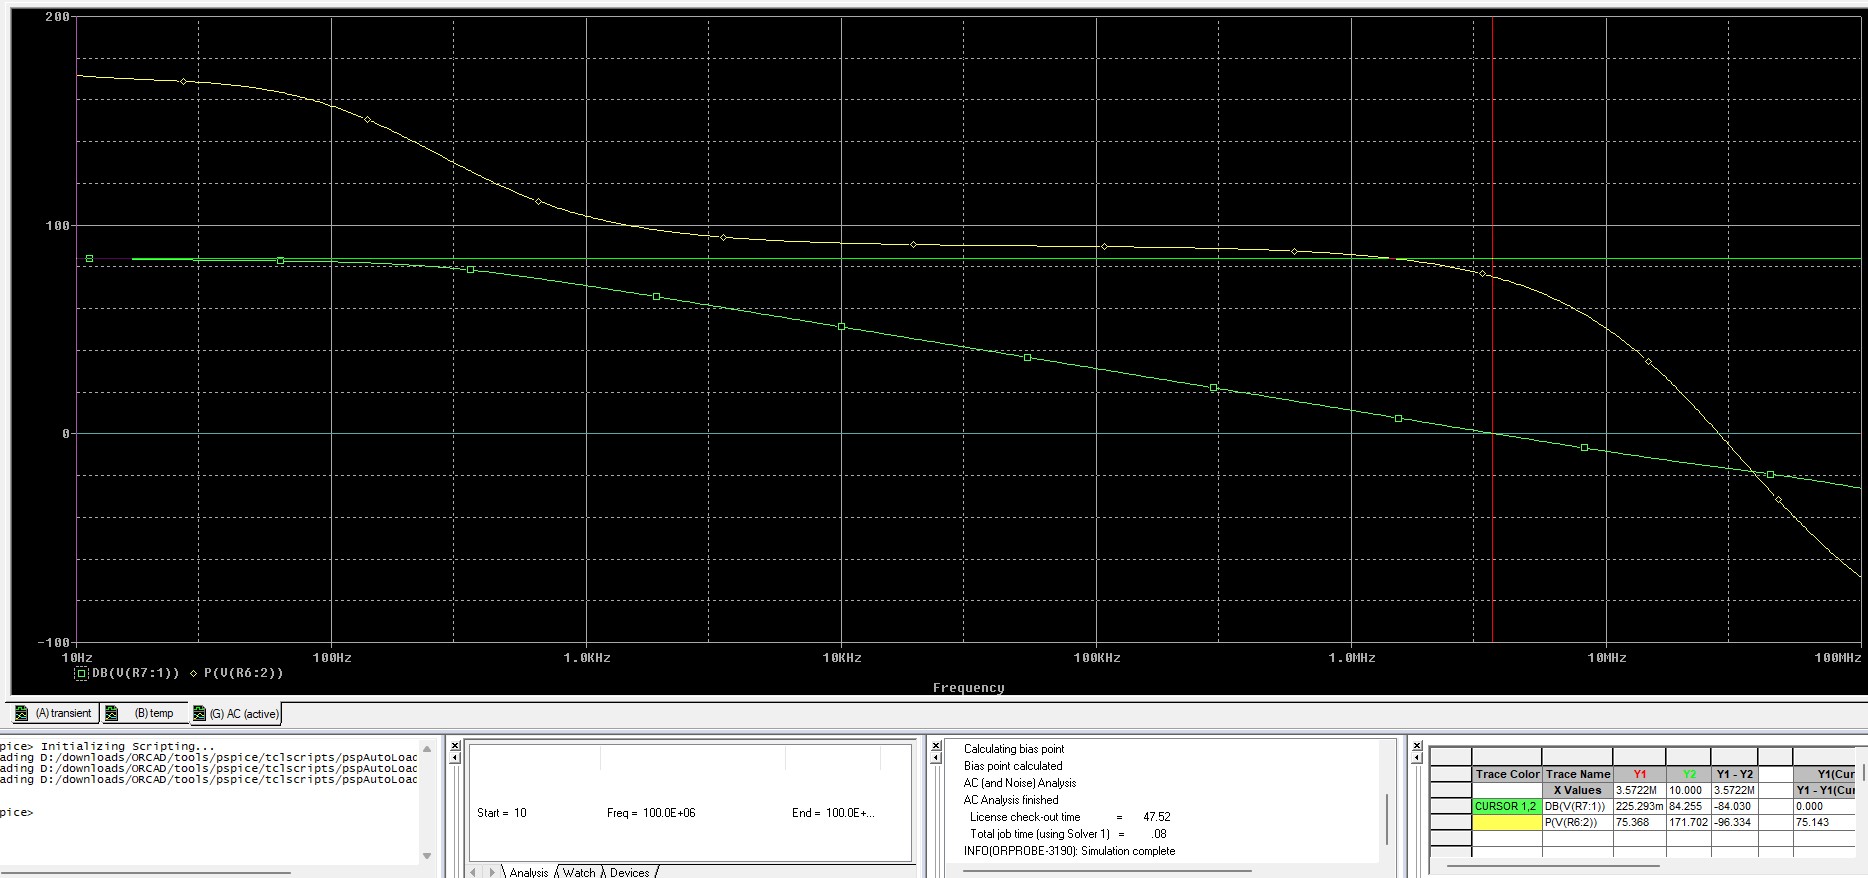 200
100
0
-100
10Hz 100Hz 1.0KHz 10KHz 100KHz 1.0MHz 10MHz 100MHz
DB(V(R7:1)) P(V(R6:2))
Frequency
(A) transient (B) temp (G) AC (active)
pice> Initializing Scripting...
ading D:/downloads/ORCAD/tools/pspice/tclscripts/pspAutoLoad
ading D:/downloads/ORCAD/tools/pspice/tclscripts/pspAutoLoad
ading D:/downloads/ORCAD/tools/pspice/tclscripts/pspAutoLoad
pice>
Start = 10 Freq = 100.0E+06 End = 100.0E+...
Analysis Watch Devices
Calculating bias point
Bias point calculated
AC (and Noise) Analysis
AC Analysis finished
License check-out time = 47.52
Total job time (using Solver 1) = .08
INFO(ORPROBE-3190): Simulation complete
Trace Color Trace Name Y1 Y2 Y1 - Y2 Y1(Cur
X Values 3.5722M 10.000 3.5722M Y1 - Y1(Cur
CURSOR 1,2 DB(V(R7:1)) 225.293m 84.255 -84.030 0.000
P(V(R6:2)) 75.368 171.702 -96.334 75.143